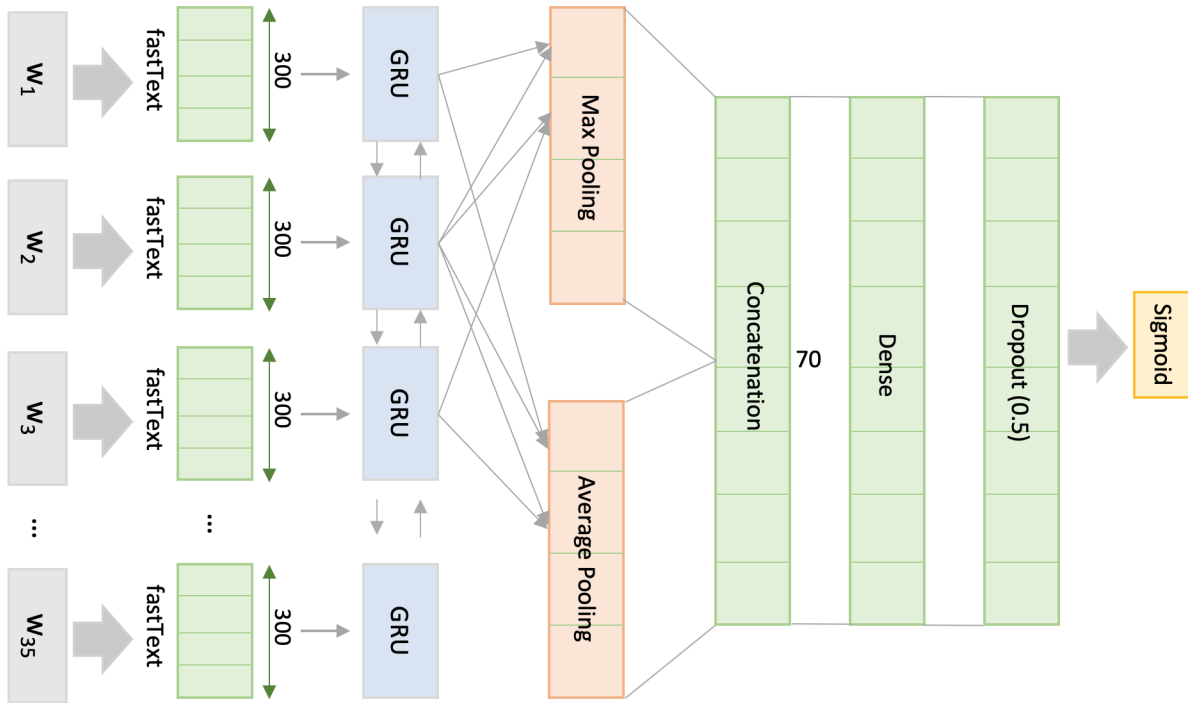 W1
fastText
300
GRU
W2
fastText
300
GRU
W3
fastText
300
GRU
...
...
W35
fastText
300
GRU
Max Pooling
Average Pooling
Concatenation
70
Dense
Dropout (0.5)
Sigmoid